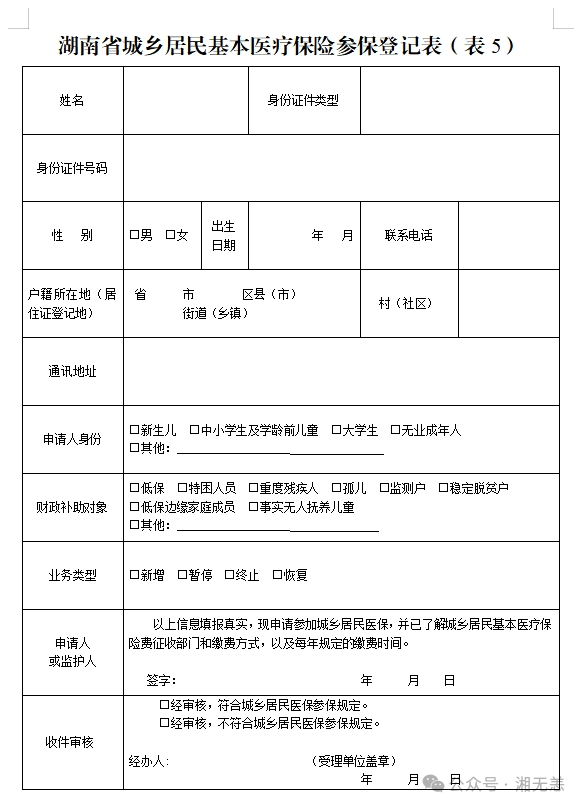 湖南省城乡居民基本医疗保险参保登记表（表5）
姓名 身份证件类型
身份证件号码
性 别 □男 □女 出生日期 年 月 联系电话
户籍所在地（居住证登记地） 省 市 区县（市）
街道（乡镇） 村（社区）
通讯地址
申请人身份 □新生儿 □中小学生及学龄前儿童 □大学生 □无业成年人
□其他：
财政补助对象 □低保 □特困人员 □重度残疾人 □孤儿 □监测户 □稳定脱贫户
□低保边缘家庭成员 □事实无人抚养儿童
□其他：
业务类型 □新增 □暂停 □终止 □恢复
申请人
或监护人
以上信息填报真实，现申请参加城乡居民医保，并已了解城乡居民基本医疗保
险费征收部门和缴费方式，以及每年规定的缴费时间。
签字： 年 月 日
收件审核
□经审核，符合城乡居民医保参保规定。
□经审核，不符合城乡居民医保参保规定。
经办人： （受理单位盖章）
年 月 日
公众号·湘无恙